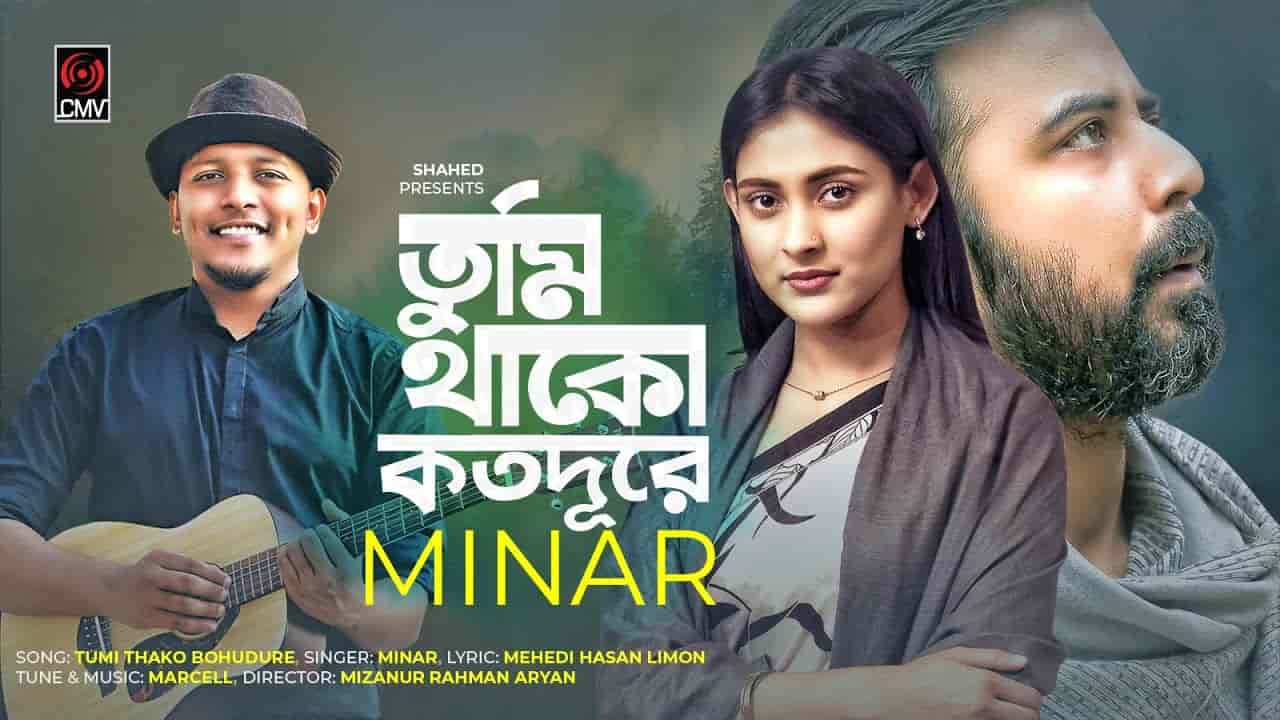 CMV
SHAHED
PRESENTS
তুমি
থাকো
কতদূরে
MINAR
SONG: TUMI THAKO BOHUDURE, SINGER: MINAR, LYRIC: MEHEDI HASAN LIMON
TUNE & MUSIC: MARCELL, DIRECTOR: MIZANUR RAHMAN ARYAN